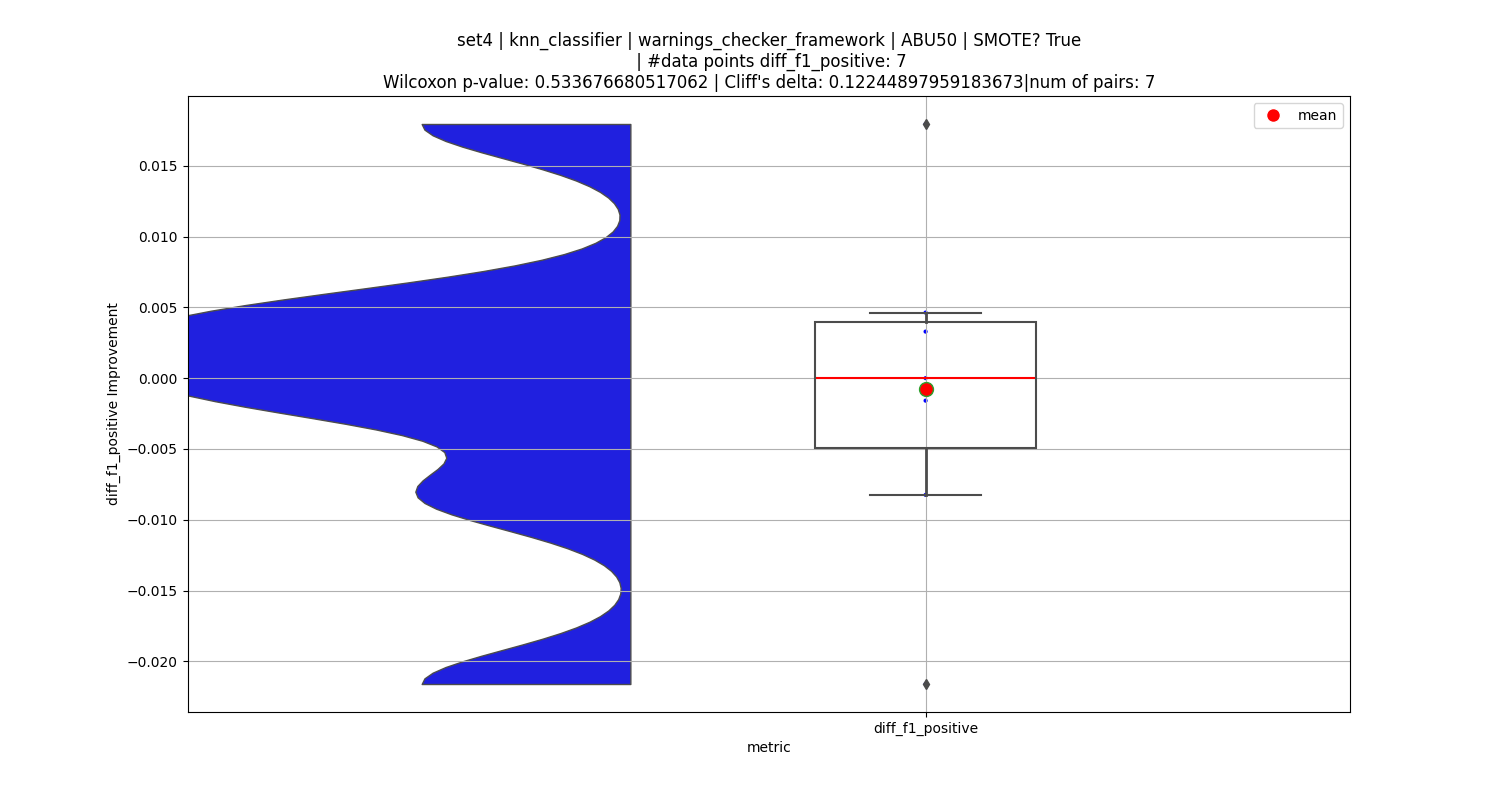 set4 | knn_classifier | warnings_checker_framework | ABU50 | SMOTE? True
| #data points diff_f1_positive: 7
Wilcoxon p-value: 0.533676680517062 | Cliff's delta: 0.12244897959183673|num of pairs: 7
mean
0.015
0.010
0.005
0.000
−0.005
−0.010
−0.015
−0.020
diff_f1_positive Improvement
diff_f1_positive
metric